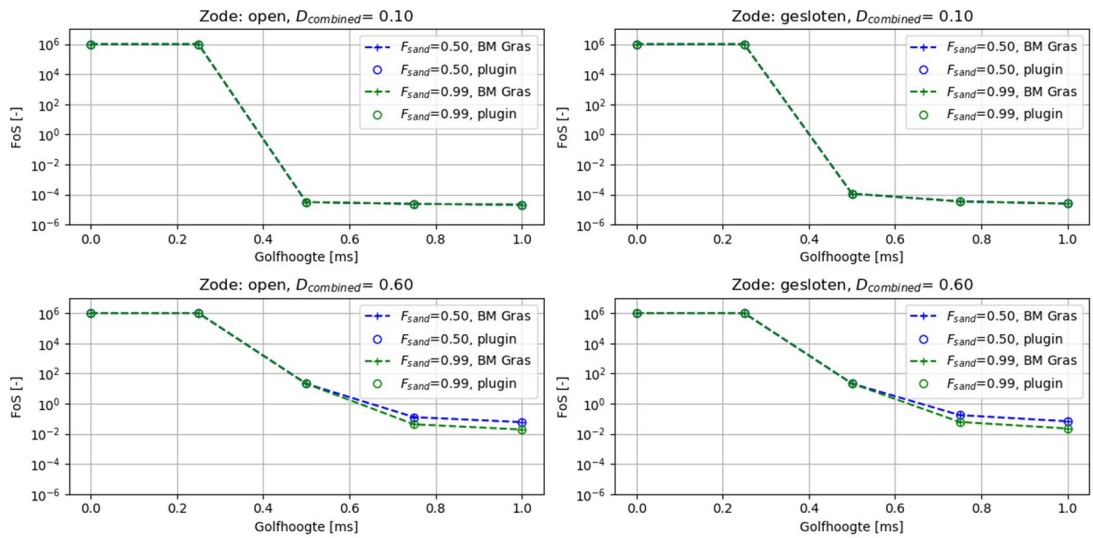 Zode: open, D_combined= 0.10
FoS [-]
10^6
10^4
10^2
10^0
10^-2
10^-4
10^-6
F_sand=0.50, BM Gras
F_sand=0.50, plugin
F_sand=0.99, BM Gras
F_sand=0.99, plugin
0.0 0.2 0.4 0.6 0.8 1.0
Golfhoogte [ms]
Zode: gesloten, D_combined= 0.10
FoS [-]
10^6
10^4
10^2
10^0
10^-2
10^-4
10^-6
F_sand=0.50, BM Gras
F_sand=0.50, plugin
F_sand=0.99, BM Gras
F_sand=0.99, plugin
0.0 0.2 0.4 0.6 0.8 1.0
Golfhoogte [ms]
Zode: open, D_combined= 0.60
FoS [-]
10^6
10^4
10^2
10^0
10^-2
10^-4
10^-6
F_sand=0.50, BM Gras
F_sand=0.50, plugin
F_sand=0.99, BM Gras
F_sand=0.99, plugin
0.0 0.2 0.4 0.6 0.8 1.0
Golfhoogte [ms]
Zode: gesloten, D_combined= 0.60
FoS [-]
10^6
10^4
10^2
10^0
10^-2
10^-4
10^-6
F_sand=0.50, BM Gras
F_sand=0.50, plugin
F_sand=0.99, BM Gras
F_sand=0.99, plugin
0.0 0.2 0.4 0.6 0.8 1.0
Golfhoogte [ms]